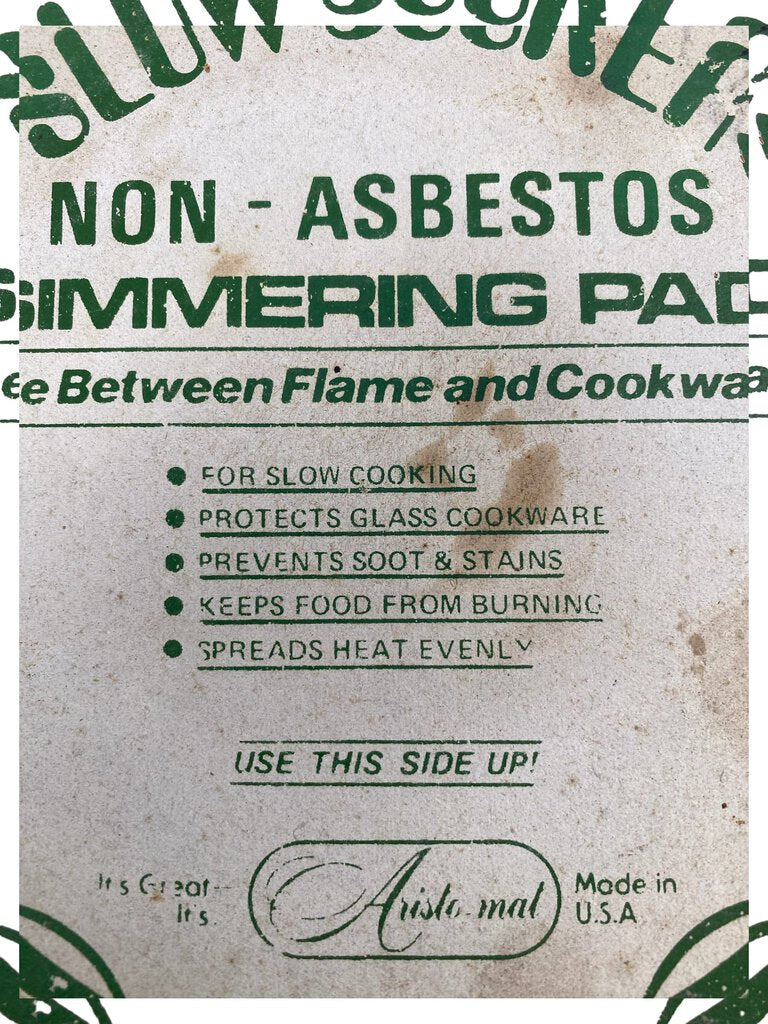 SLOW SECRET
NON - ASBESTOS
SIMMERING PAD
Between Flame and Cookwa
FOR SLOW COOKING
PROTECTS GLASS COOKWARE
PREVENTS SOOT & STAINS
KEEPS FOOD FROM BURNING
SPREADS HEAT EVENLY
USE THIS SIDE UP!
It's Great
It's
Aristo-mat
Made in
U.S.A